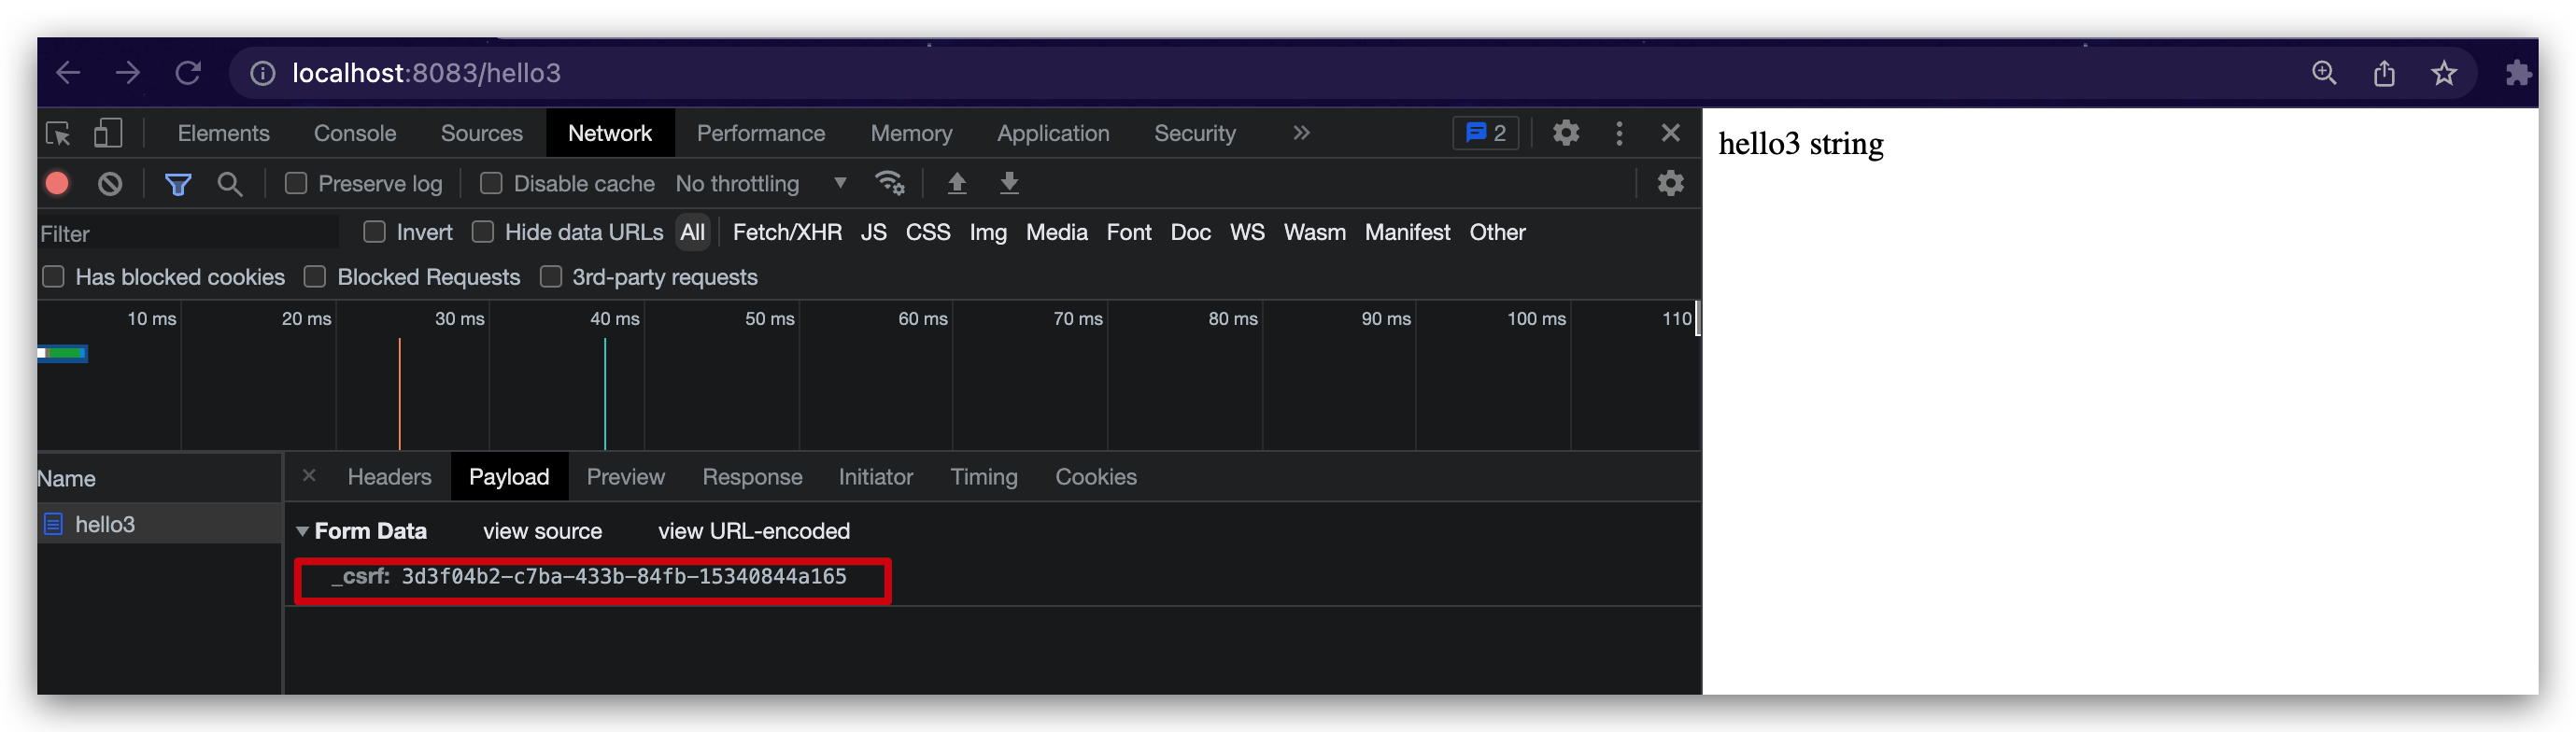 localhost:8083/hello3
Elements Console Sources Network Performance Memory Application Security » 2
Preserve log Disable cache No throttling
Filter Invert Hide data URLs All Fetch/XHR JS CSS Img Media Font Doc WS Wasm Manifest Other
Has blocked cookies Blocked Requests 3rd-party requests
10 ms 20 ms 30 ms 40 ms 50 ms 60 ms 70 ms 80 ms 90 ms 100 ms 110
Name
hello3
Headers Payload Preview Response Initiator Timing Cookies
Form Data view source view URL-encoded
_csrf: 3d3f04b2-c7ba-433b-84fb-15340844a165
hello3 string